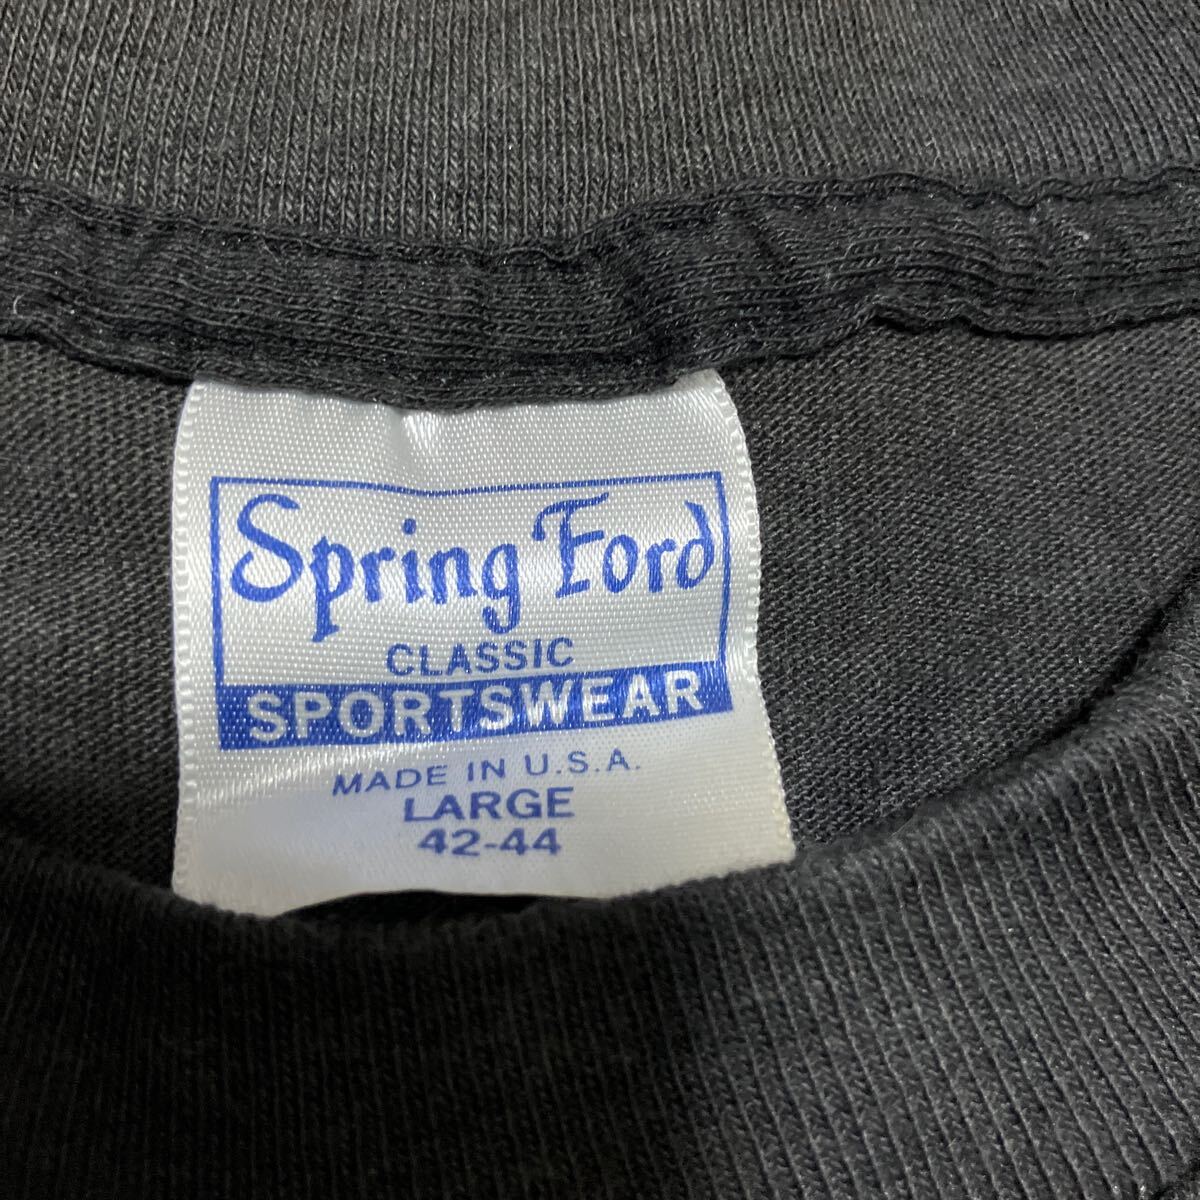 Spring Ford
CLASSIC
SPORTSWEAR
MADE IN U.S.A.
LARGE
42-44